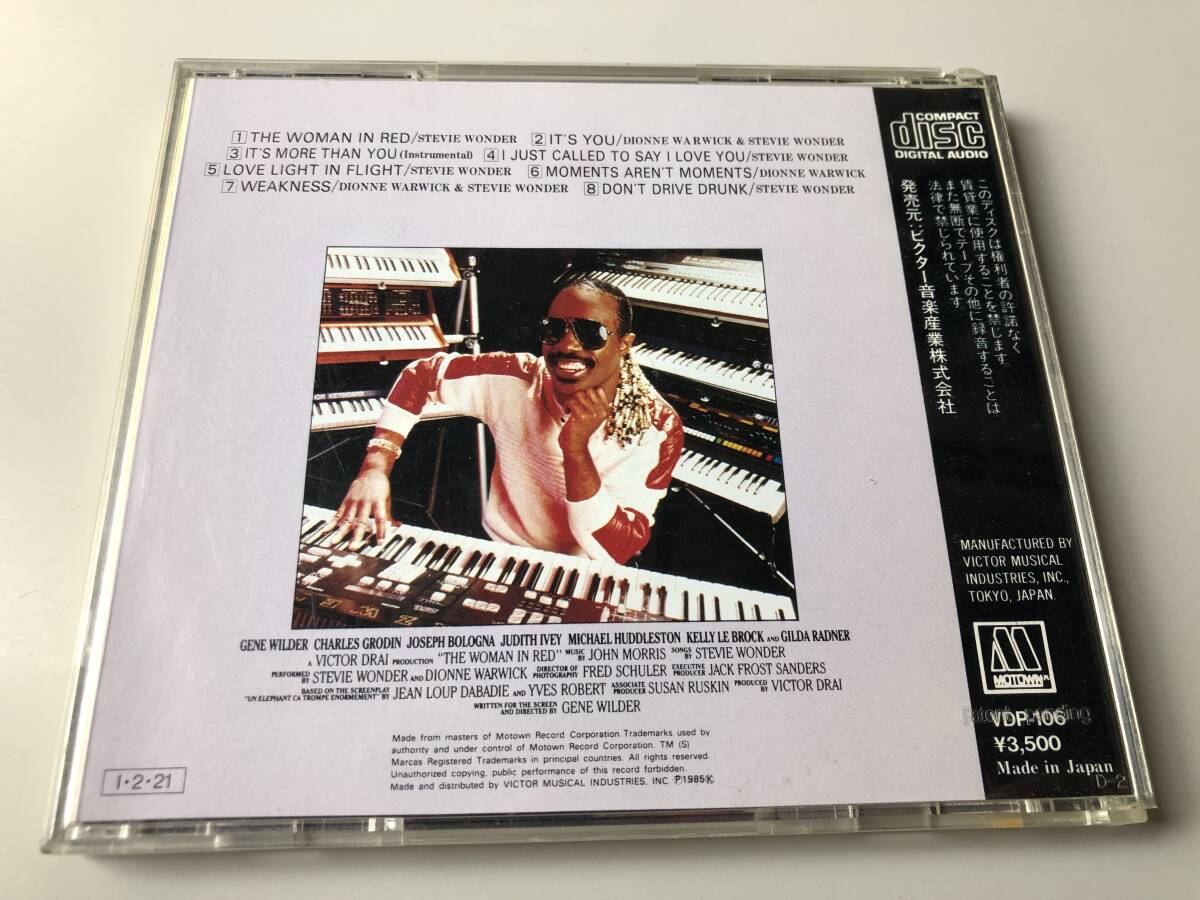 1 THE WOMAN IN RED/STEVIE WONDER 2 IT'S YOU/DIONNE WARWICK & STEVIE WONDER
3 IT'S MORE THAN YOU (Instrumental) 4 I JUST CALLED TO SAY I LOVE YOU/STEVIE WONDER
5 LOVE LIGHT IN FLIGHT/STEVIE WONDER 6 MOMENTS AREN'T MOMENTS/DIONNE WARWICK
7 WEAKNESS/DIONNE WARWICK & STEVIE WONDER 8 DON'T DRIVE DRUNK/STEVIE WONDER
GENE WILDER CHARLES GRODIN JOSEPH BOLOGNA JUDITH IVEY MICHAEL HUDDLESTON KELLY LE BROCK AND GILDA RADNER
A VICTOR DRAI PRODUCTION "THE WOMAN IN RED" MUSIC BY JOHN MORRIS SONGS BY STEVIE WONDER
PERFORMED BY STEVIE WONDER AND DIONNE WARWICK DIRECTOR OF PHOTOGRAPHY FRED SCHULER EXECUTIVE PRODUCER JACK FROST SANDERS
BASED ON THE SCREENPLAY "UN ELEPHANT CA TROMPE ENORMEMENT" BY JEAN LOUP DABADIE AND YVES ROBERT ASSOCIATE PRODUCER SUSAN RUSKIN PRODUCED BY VICTOR DRAI
WRITTEN FOR THE SCREEN AND DIRECTED BY GENE WILDER
Made from masters of Motown Record Corporation. Trademarks used by
authority and under control of Motown Record Corporation. TM (S)
Marcas Registered Trademarks in principal countries. All rights reserved.
Unauthorized copying, public performance of this record forbidden.
Made and distributed by VICTOR MUSICAL INDUSTRIES, INC. P1985K
1・2・21
COMPACT
disc
DIGITAL AUDIO
このディスクは権利者の許諾なく
賃貸業に使用することを禁じます。
また無断でテープその他に録音することは
法律で禁じられています。
発売元:ビクター音楽産業株式会社
MANUFACTURED BY
VICTOR MUSICAL
INDUSTRIES, INC.,
TOKYO, JAPAN.
MOTOWN
patent pending
VDP-106
¥3,500
Made in Japan
D-2